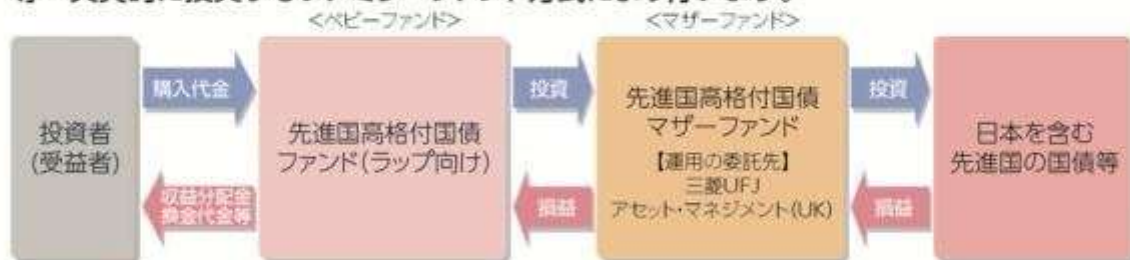 <ベビーファンド>
<マザーファンド>
購入代金
投資
投資
投資者
(受益者)
先進国高格付国債
ファンド(ラップ向け)
先進国高格付国債
マザーファンド
【運用の委託先】
三菱UFJ
アセット・マネジメント(UK)
日本を含む
先進国の国債等
収益分配金
換金代金等
損益
損益